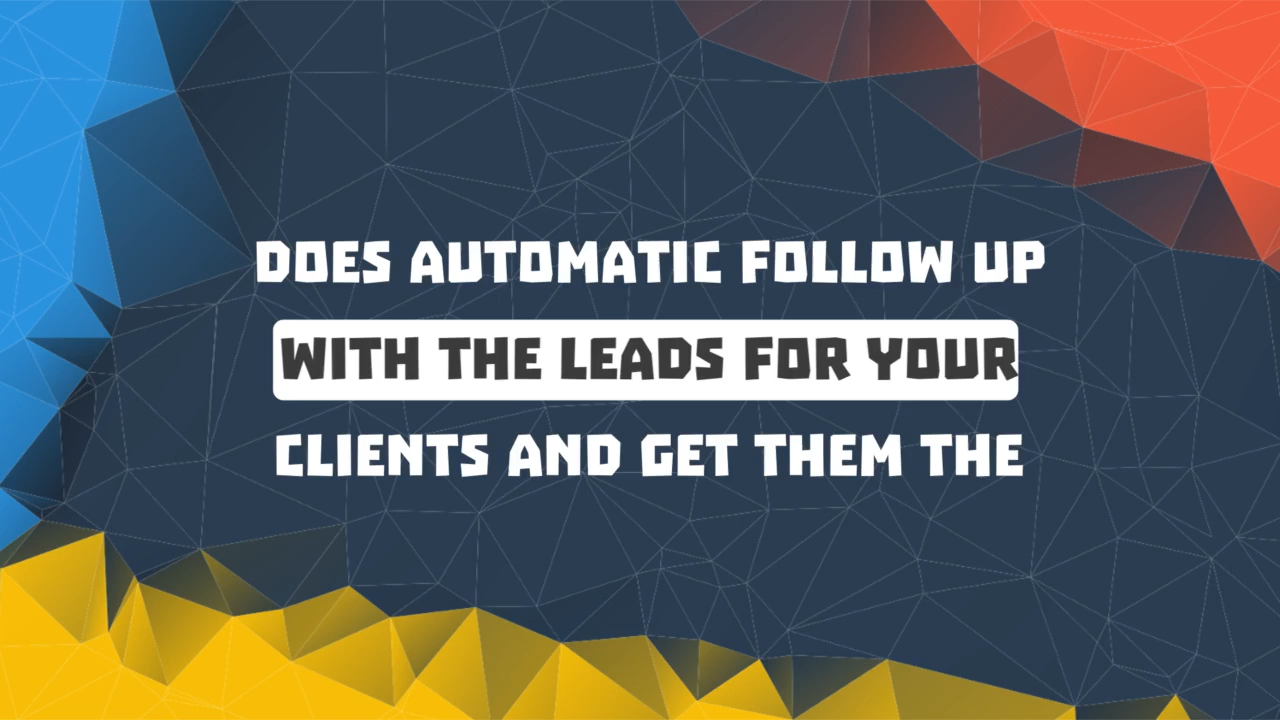 DOES AUTOMATIC FOLLOW UP
WITH THE LEADS FOR YOUR
CLIENTS AND GET THEM THE